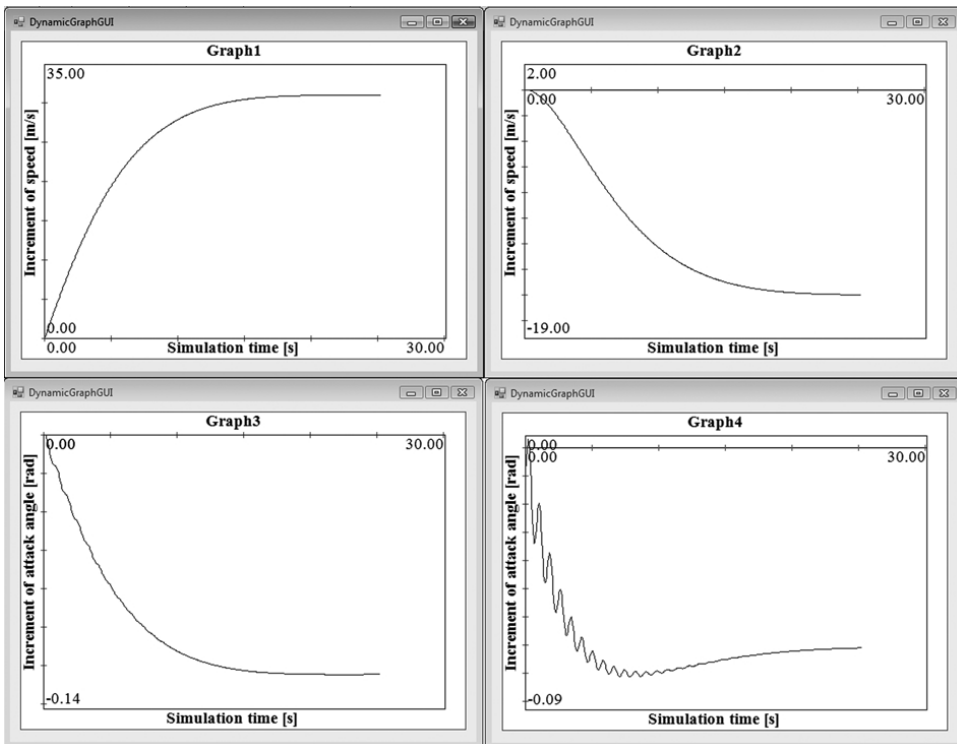 DynamicGraphGUI
Graph1
35.00
Increment of speed [m/s]
0.00
0.00
Simulation time [s]
30.00
DynamicGraphGUI
Graph2
2.00
0.00
30.00
Increment of speed [m/s]
-19.00
Simulation time [s]
DynamicGraphGUI
Graph3
0.00
30.00
Increment of attack angle [rad]
-0.14
Simulation time [s]
DynamicGraphGUI
Graph4
0.00
0.00
30.00
Increment of attack angle [rad]
-0.09
Simulation time [s]